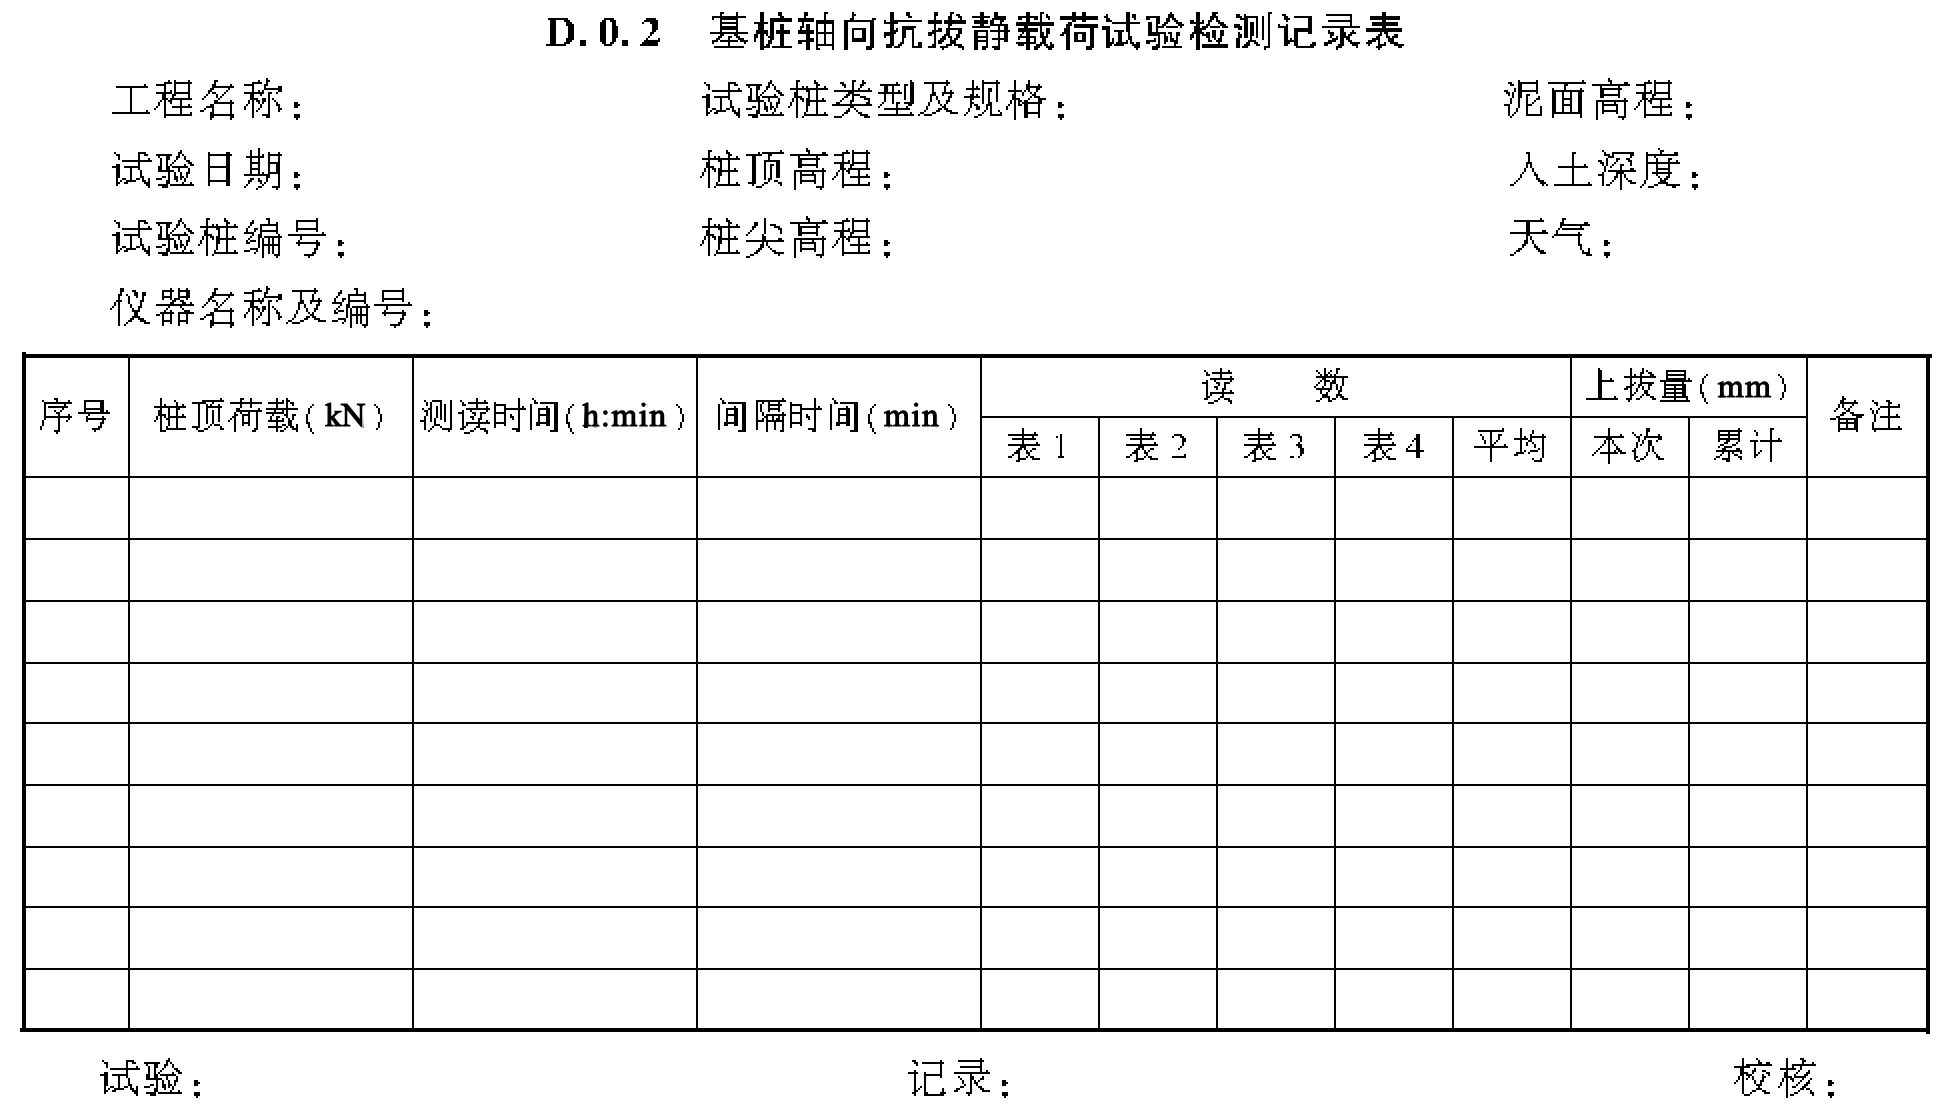 D.0.2 基桩轴向抗拔静载荷试验检测记录表
工程名称： 试验桩类型及规格： 泥面高程：
试验日期： 桩顶高程： 入土深度：
试验桩编号： 桩尖高程： 天气：
仪器名称及编号：
序号 桩顶荷载(kN) 测读时间(h:min) 间隔时间(min) 读数 上拨量(mm) 备注
表1 表2 表3 表4 平均 本次 累计
试验： 记录： 校核：